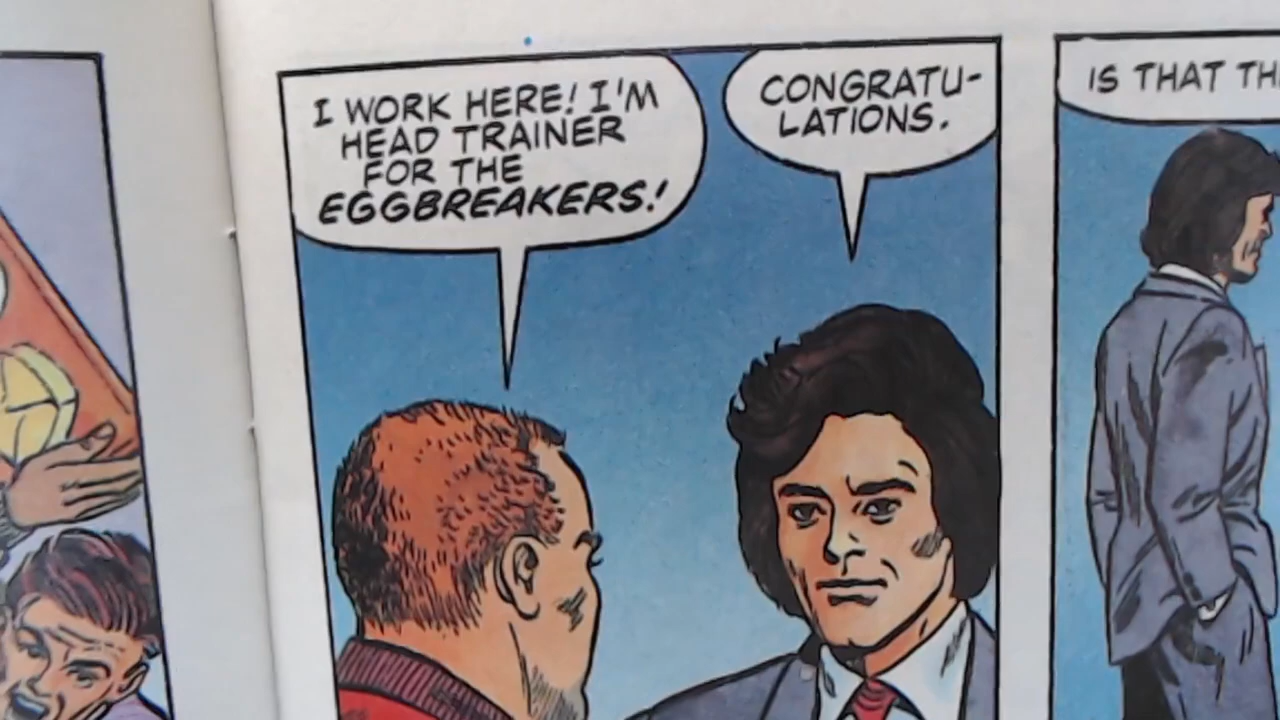 I WORK HERE! I'M
HEAD TRAINER
FOR THE
EGGBREAKERS!
CONGRATU-
LATIONS.
IS THAT